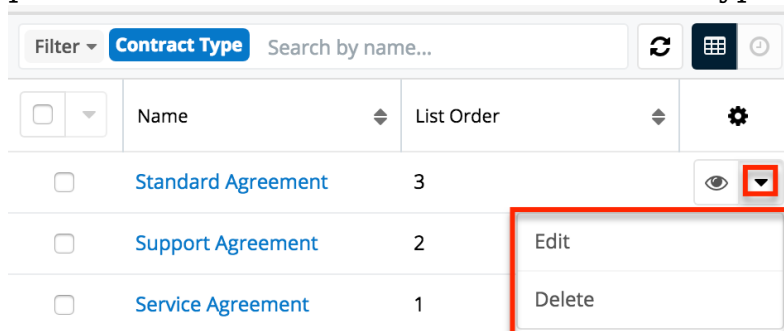 Filter Contract Type Search by name...
Name List Order
Standard Agreement 3
Support Agreement 2 Edit
Service Agreement 1 Delete